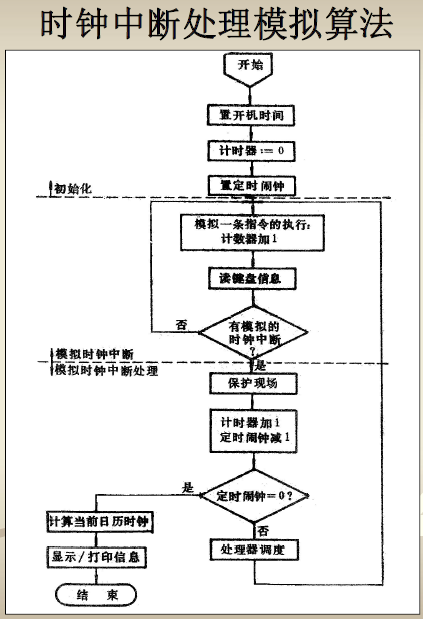 时钟中断处理模拟算法
开始
置开机时间
计时器:=0
置定时闹钟
初始化
模拟一条指令的执行:
计数器加1
读键盘信息
否
有模拟的
时钟中断
?
模拟时钟中断
是
模拟时钟中断处理
保护现场
计时器加1
定时闹钟减1
是
定时闹钟=0?
否
计算当前日历时钟
处理器调度
显示/打印信息
结束